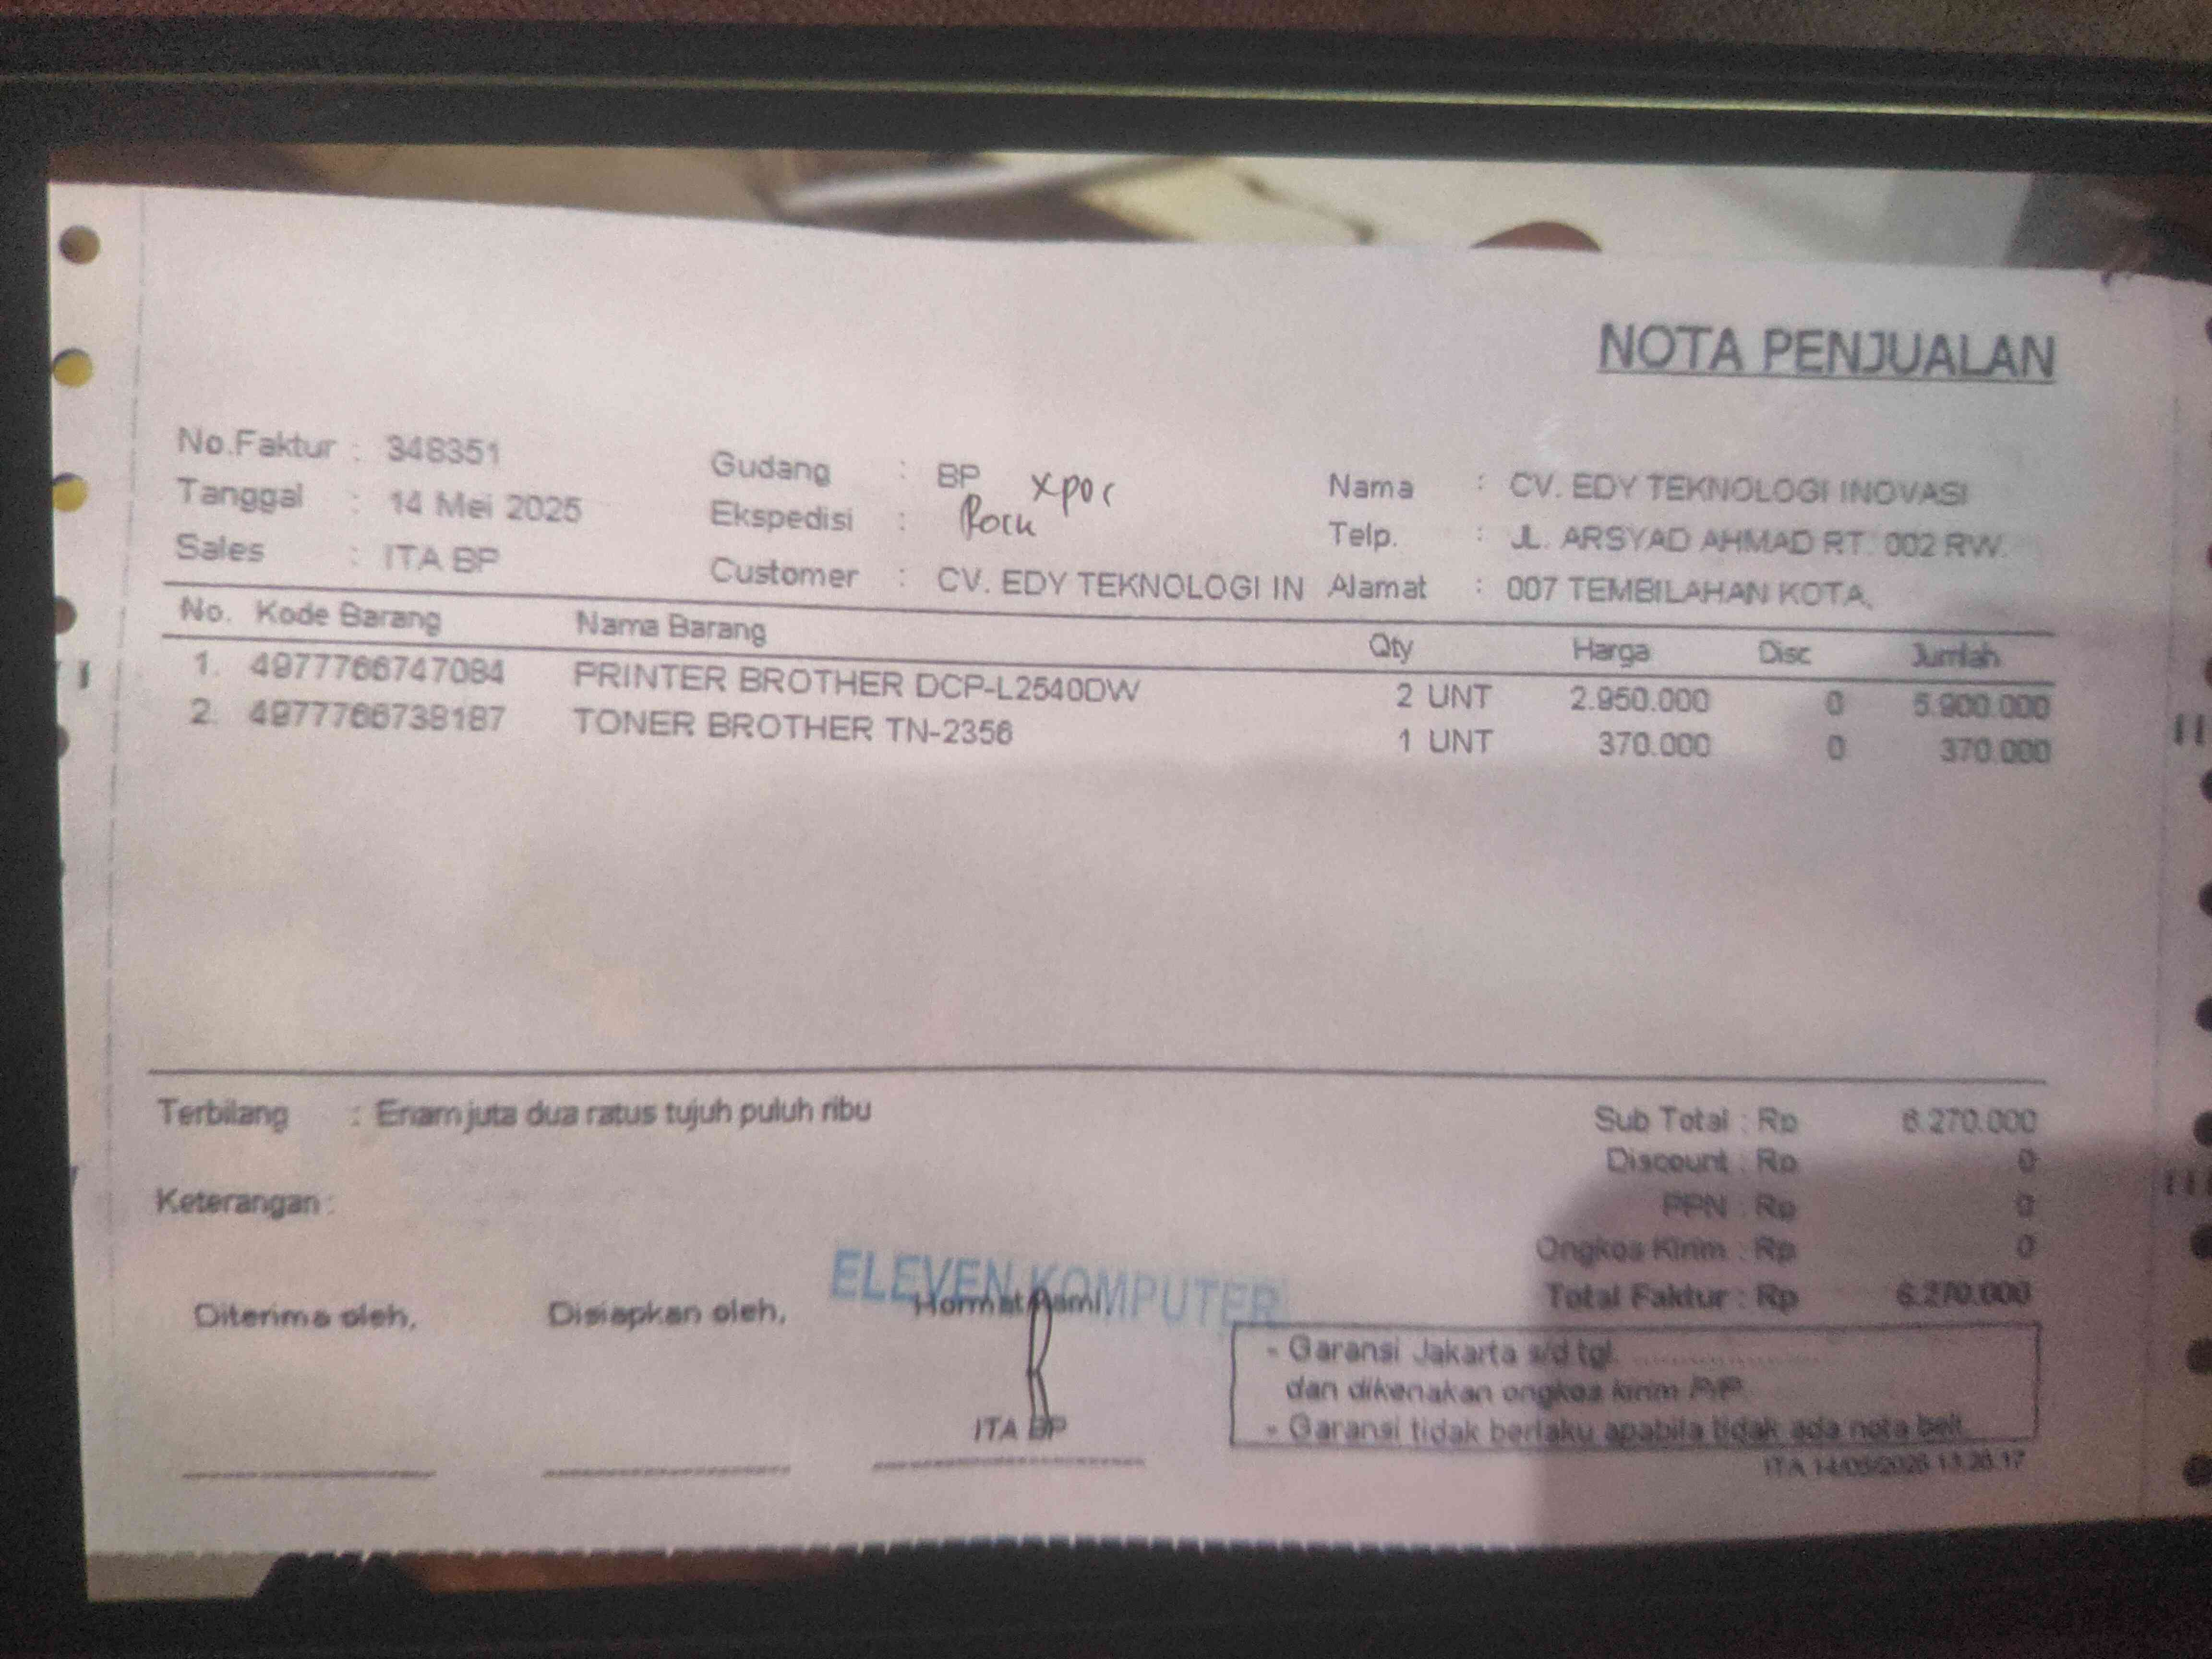 NOTA PENJUALAN
No.Faktur : 348351
Tanggal : 14 Mei 2025
Sales : ITA BP
Gudang : BP
Ekspedisi :
Customer : CV. EDY TEKNOLOGI IN
Nama : CV. EDY TEKNOLOGI INOVASI
Telp. : JL. ARSYAD AHMAD RT. 002 RW.
Alamat : 007 TEMBILAHAN KOTA,
No. Kode Barang Nama Barang Qty Harga Disc Jumlah
1. 4977766747084 PRINTER BROTHER DCP-L2540DW 2 UNT 2.950.000 0 5.900.000
2. 4977766738187 TONER BROTHER TN-2356 1 UNT 370.000 0 370.000
Terbilang : Enam juta dua ratus tujuh puluh ribu
Keterangan :
Sub Total : Rp 6.270.000
Discount : Rp 0
PPN : Rp 0
Ongkos Kirim : Rp 0
Total Faktur : Rp 6.270.000
ELEVEN KOMPUTER
Diterima oleh, Disiapkan oleh, Hormat kami,
ITA BP
- Garansi Jakarta s/d tgl. ....................
dan dikenakan ongkos kirim P/P.
- Garansi tidak berlaku apabila tidak ada nota beli.
ITA